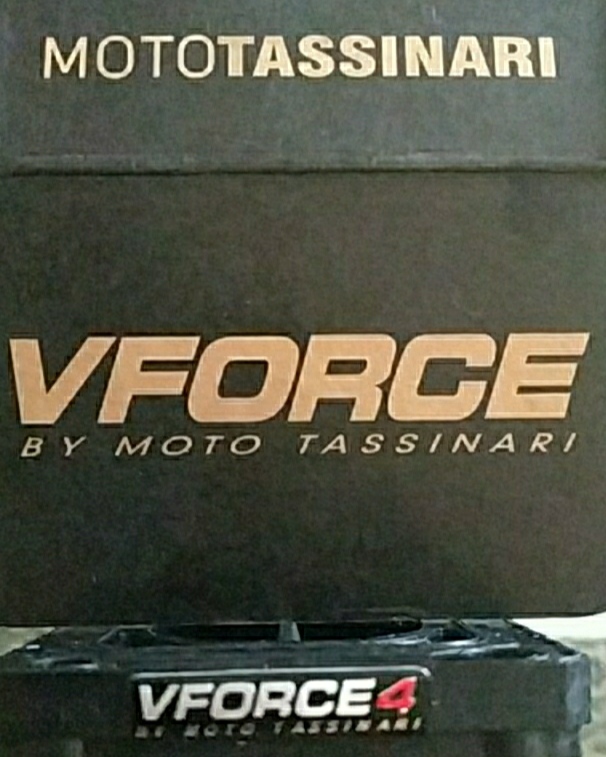 MOTOTASSINARI
VFORCE
BY MOTO TASSINARI
VFORCE4
BY MOTO TASSINARI